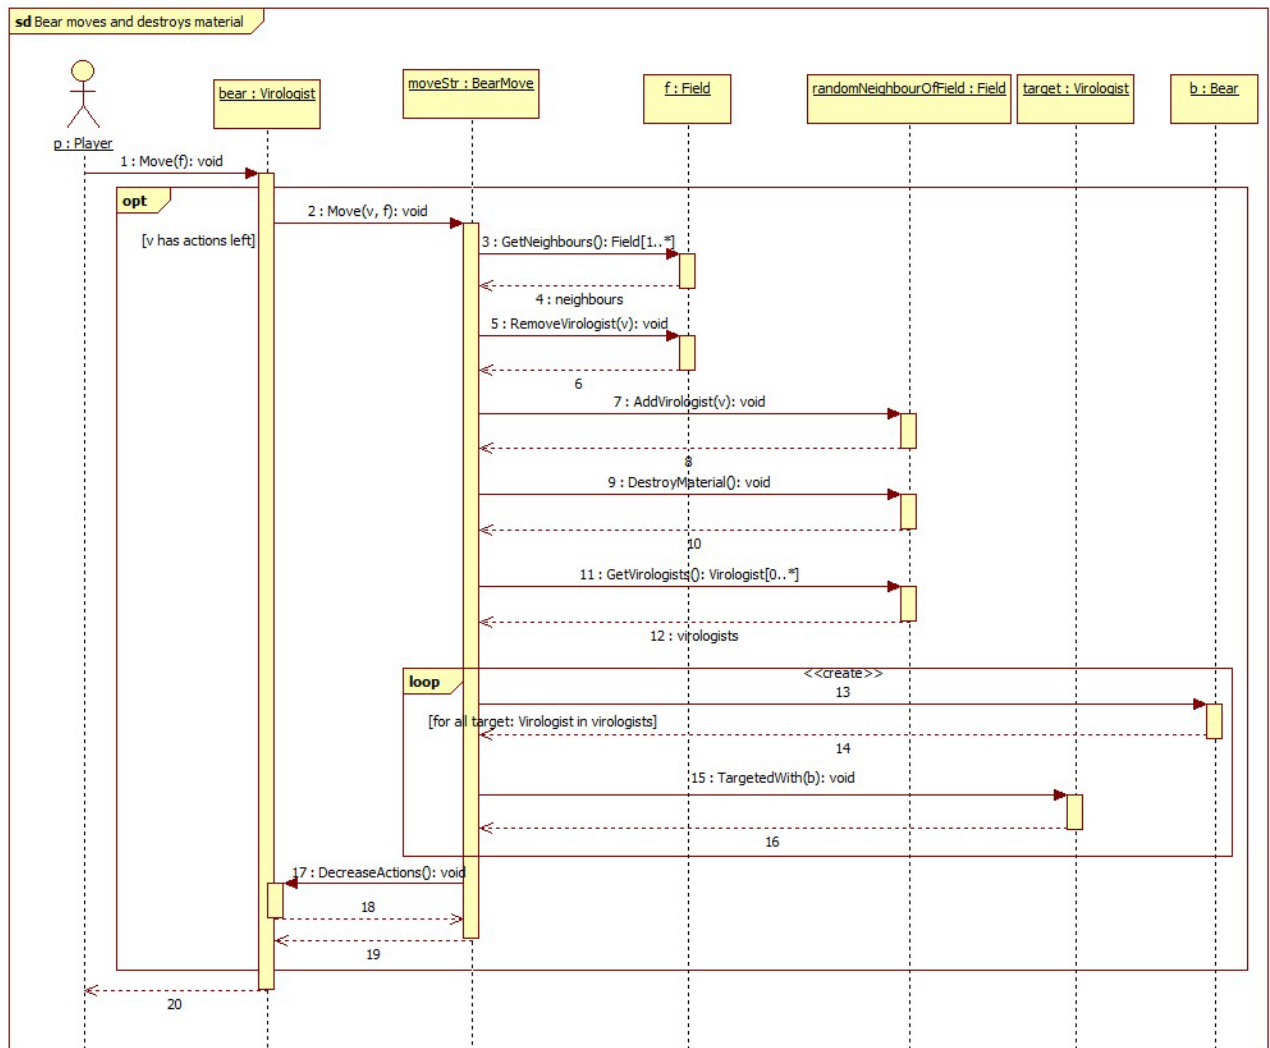 sd Bear moves and destroys material
p : Player
bear : Virologist
moveStr : BearMove
f : Field
randomNeighbourOfField : Field
target : Virologist
b : Bear
1 : Move(f): void
opt
[v has actions left]
2 : Move(v, f): void
3 : GetNeighbours(): Field[1..*]
4 : neighbours
5 : RemoveVirologist(v): void
6
7 : AddVirologist(v): void
8
9 : DestroyMaterial(): void
10
11 : GetVirologists(): Virologist[0..*]
12 : virologists
loop
[for all target: Virologist in virologists]
<<create>>
13
14
15 : TargetedWith(b): void
16
17 : DecreaseActions(): void
18
19
20